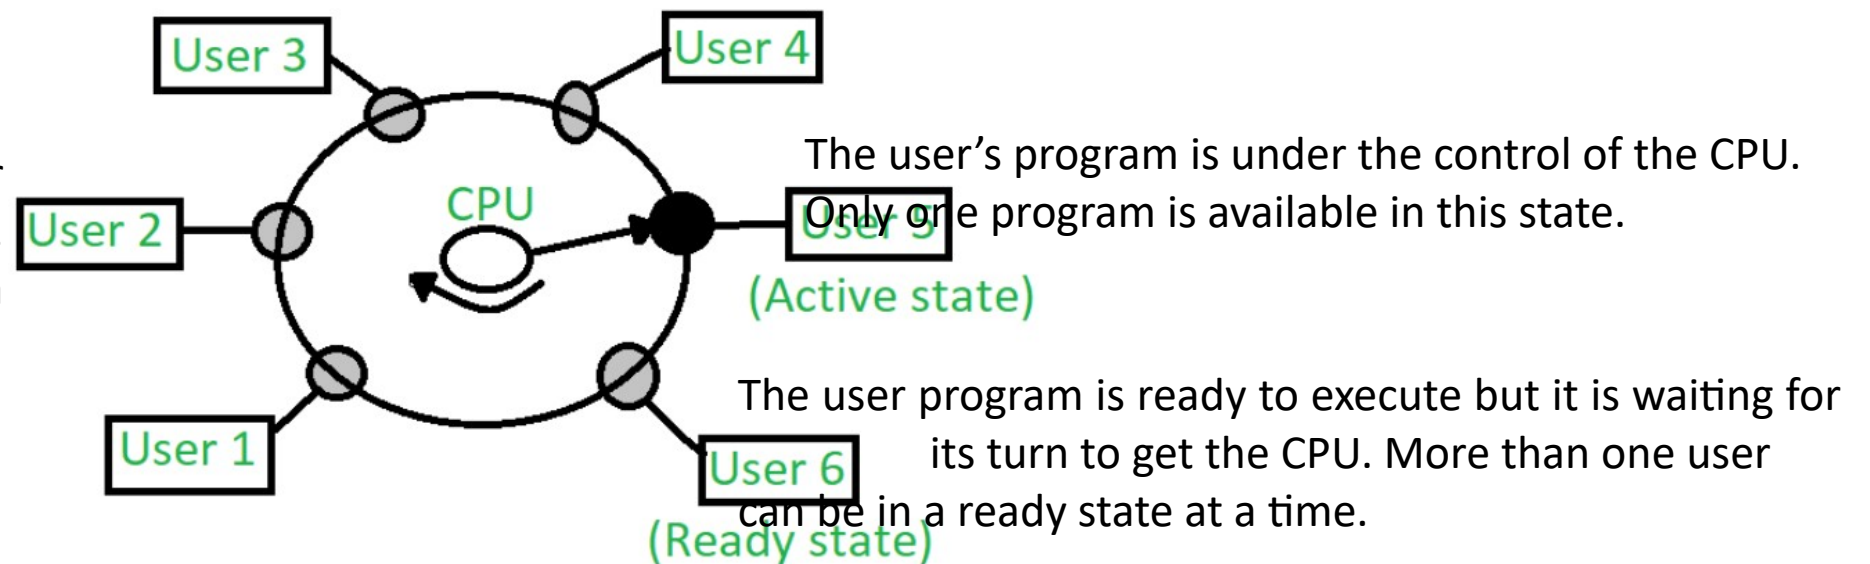 User 3
User 4
The user’s program is under the control of the CPU.
Only one program is available in this state.
User 2
CPU
User 5
(Active state)
The user program is ready to execute but it is waiting for
its turn to get the CPU. More than one user
can be in a ready state at a time.
User 1
User 6
(Ready state)